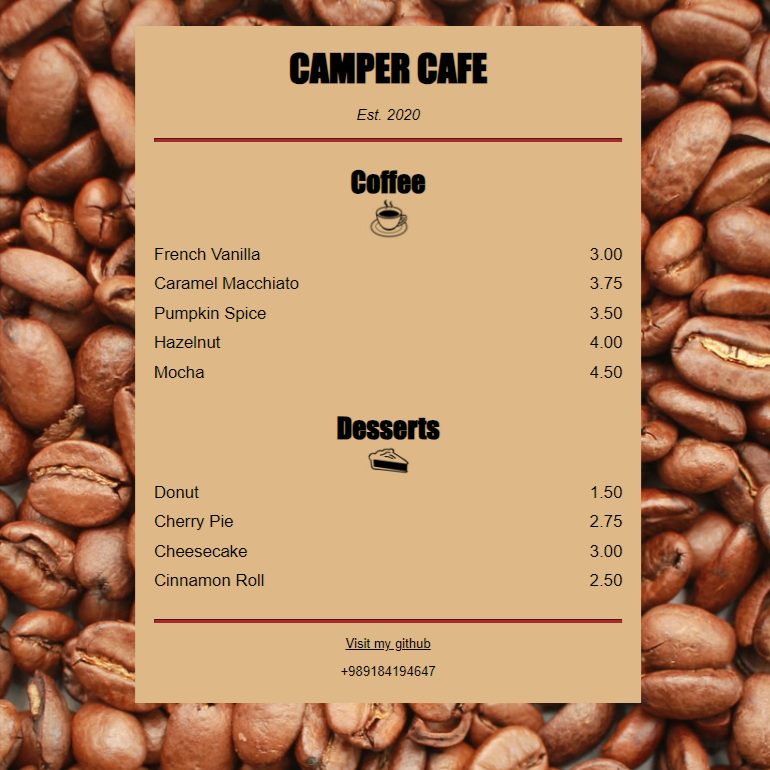 CAMPER CAFE
Est. 2020
Coffee
French Vanilla 3.00
Caramel Macchiato 3.75
Pumpkin Spice 3.50
Hazelnut 4.00
Mocha 4.50
Desserts
Donut 1.50
Cherry Pie 2.75
Cheesecake 3.00
Cinnamon Roll 2.50
Visit my github
+989184194647